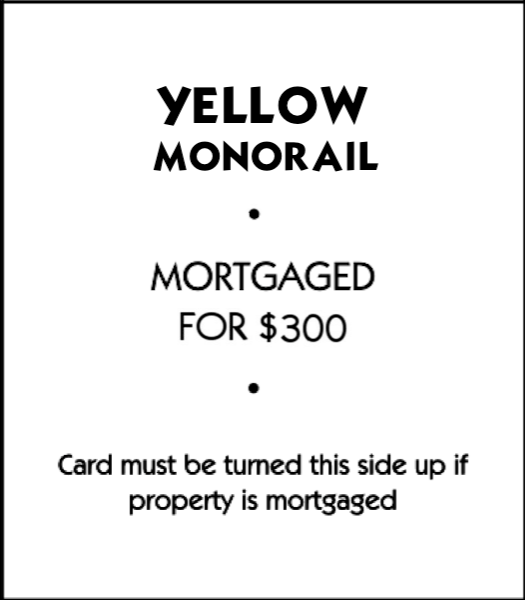 YELLOW
MONORAIL
•
MORTGAGED
FOR $300
•
Card must be turned this side up if
property is mortgaged